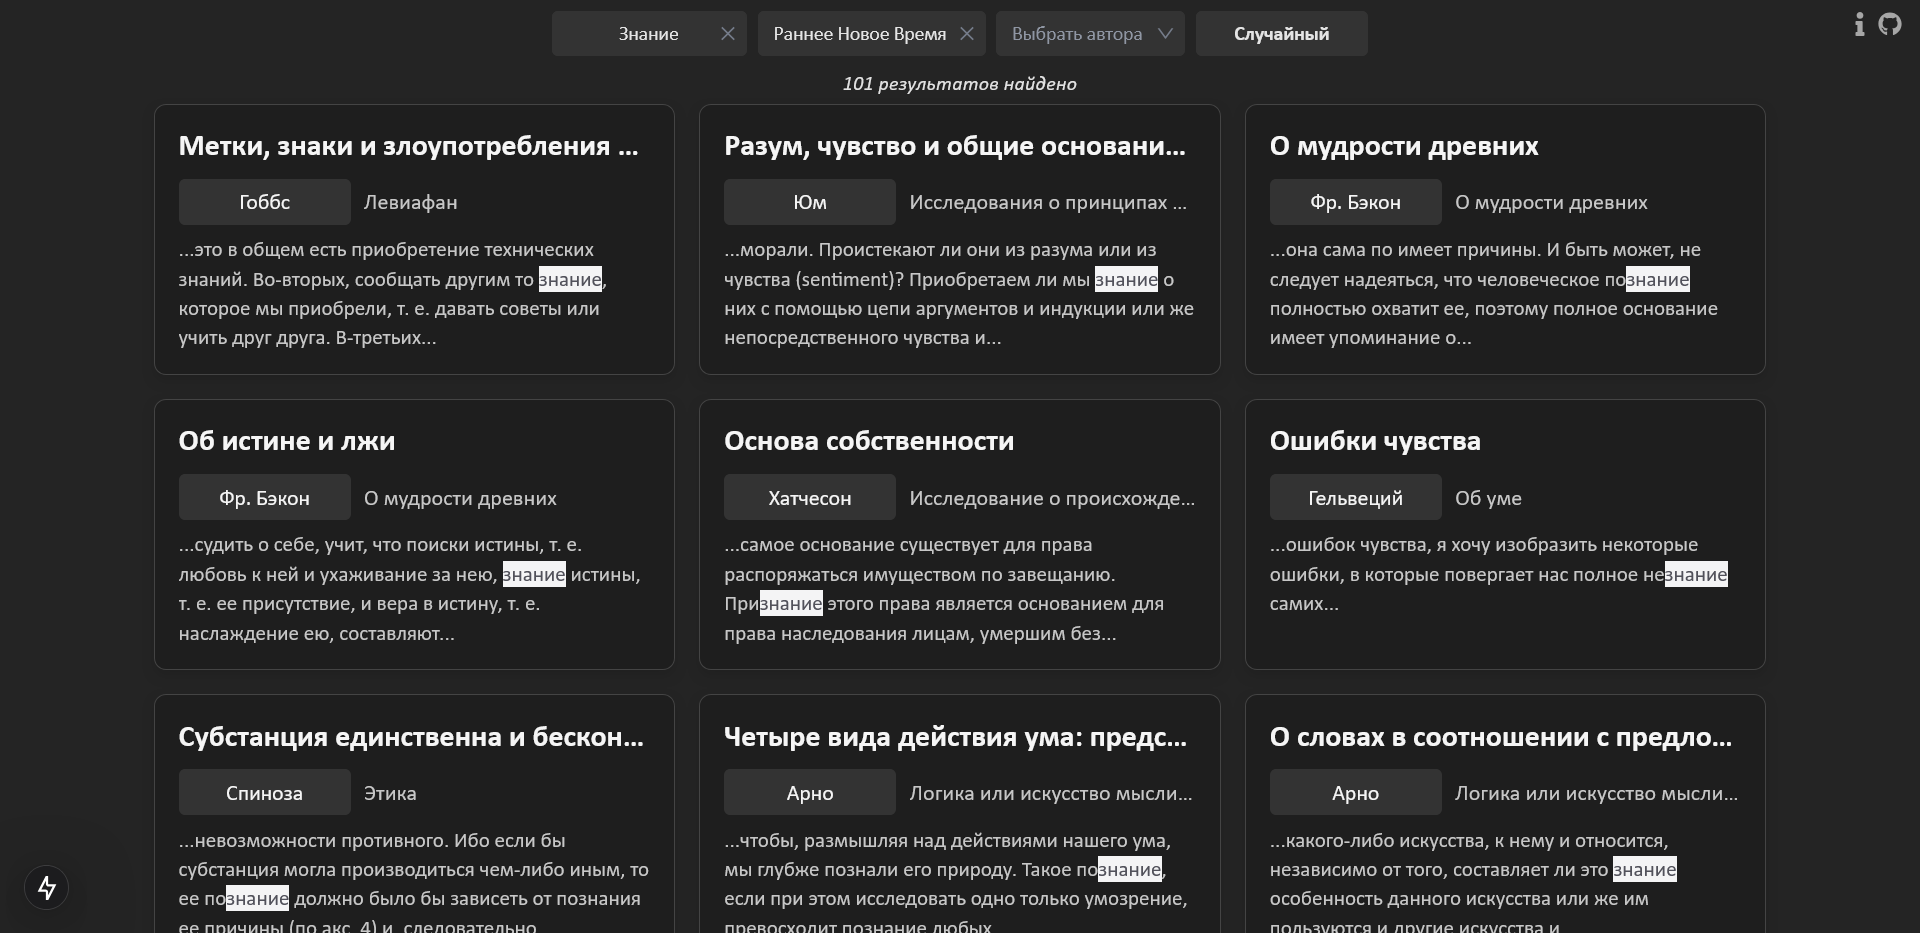 Знание
Раннее Новое Время
Выбрать автора
Случайный
101 результатов найдено
Метки, знаки и злоупотребления ...
Гоббс
Левиафан
...это в общем есть приобретение технических
знаний. Во-вторых, сообщать другим то знание,
которое мы приобрели, т. е. давать советы или
учить друг друга. В-третьих...
Разум, чувство и общие основани...
Юм
Исследования о принципах ...
...морали. Проистекают ли они из разума или из
чувства (sentiment)? Приобретаем ли мы знание о
них с помощью цепи аргументов и индукции или же
непосредственного чувства и...
О мудрости древних
Фр. Бэкон
О мудрости древних
...она сама по имеет причины. И быть может, не
следует надеяться, что человеческое познание
полностью охватит ее, поэтому полное основание
имеет упоминание о...
Об истине и лжи
Фр. Бэкон
О мудрости древних
...судить о себе, учит, что поиски истины, т. е.
любовь к ней и ухаживание за нею, знание истины,
т. е. ее присутствие, и вера в истину, т. е.
наслаждение ею, составляют...
Основа собственности
Хатчесон
Исследование о происхожде...
...самое основание существует для права
распоряжаться имуществом по завещанию.
Признание этого права является основанием для
права наследования лицам, умершим без...
Ошибки чувства
Гельвеций
Об уме
...ошибок чувства, я хочу изобразить некоторые
ошибки, в которые повергает нас полное незнание
самих...
Субстанция единственна и бескон...
Спиноза
Этика
...невозможности противного. Ибо если бы
субстанция могла производиться чем-либо иным, то
ее познание должно было бы зависеть от познания
ее причины (по акс. 4) и, следовательно
Четыре вида действия ума: предс...
Арно
Логика или искусство мысли...
...чтобы, размышляя над действиями нашего ума,
мы глубже познали его природу. Такое познание,
если при этом исследовать одно только умозрение,
превосходит познание любых
О словах в соотношении с предло...
Арно
Логика или искусство мысли...
...какого-либо искусства, к нему и относится,
независимо от того, составляет ли это знание
особенность данного искусства или же им
пользуются и другие искусства и